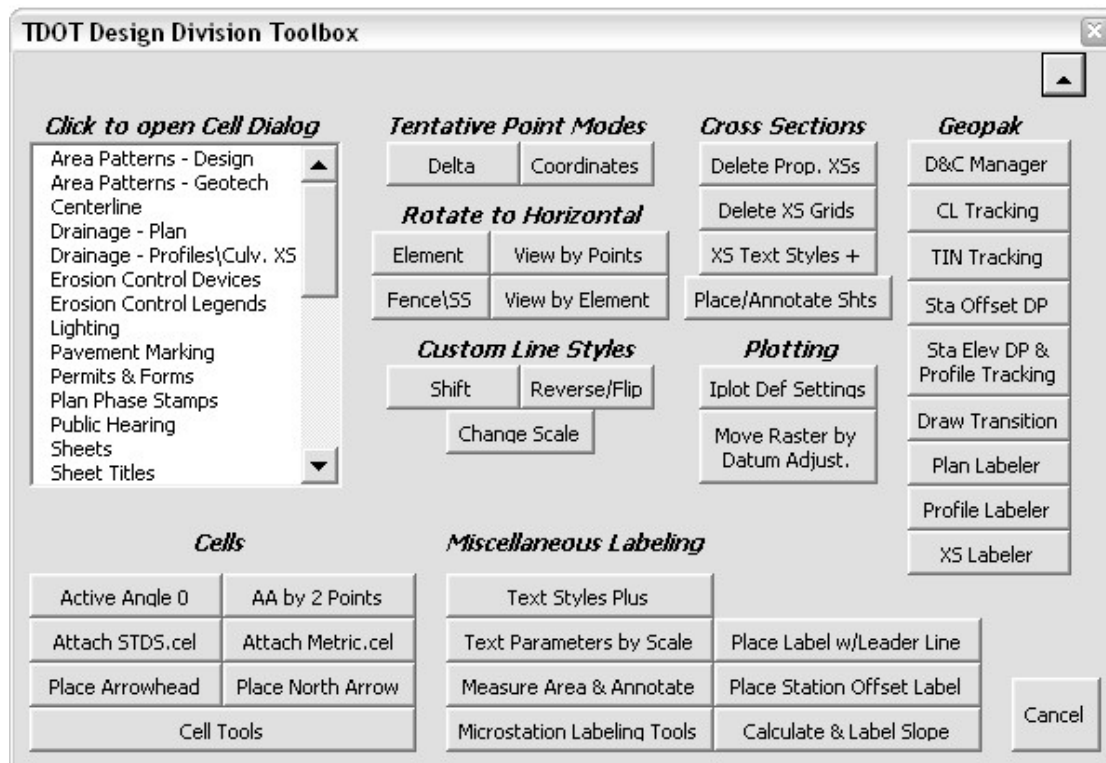 TDOT Design Division Toolbox
Click to open Cell Dialog
Area Patterns - Design
Area Patterns - Geotech
Centerline
Drainage - Plan
Drainage - Profiles\Culv. XS
Erosion Control Devices
Erosion Control Legends
Lighting
Pavement Marking
Permits & Forms
Plan Phase Stamps
Public Hearing
Sheets
Sheet Titles
Tentative Point Modes
Delta
Coordinates
Rotate to Horizontal
Element
View by Points
Fence\SS
View by Element
Custom Line Styles
Shift
Reverse/Flip
Change Scale
Cross Sections
Delete Prop. XSs
Delete XS Grids
XS Text Styles +
Place/Annotate Shts
Plotting
Iplot Def Settings
Move Raster by
Datum Adjust.
Geopak
D&C Manager
CL Tracking
TIN Tracking
Sta Offset DP
Sta Elev DP &
Profile Tracking
Draw Transition
Plan Labeler
Profile Labeler
XS Labeler
Cells
Active Angle 0
AA by 2 Points
Attach STDS.cel
Attach Metric.cel
Place Arrowhead
Place North Arrow
Cell Tools
Miscellaneous Labeling
Text Styles Plus
Text Parameters by Scale
Place Label w/Leader Line
Measure Area & Annotate
Place Station Offset Label
Microstation Labeling Tools
Calculate & Label Slope
Cancel